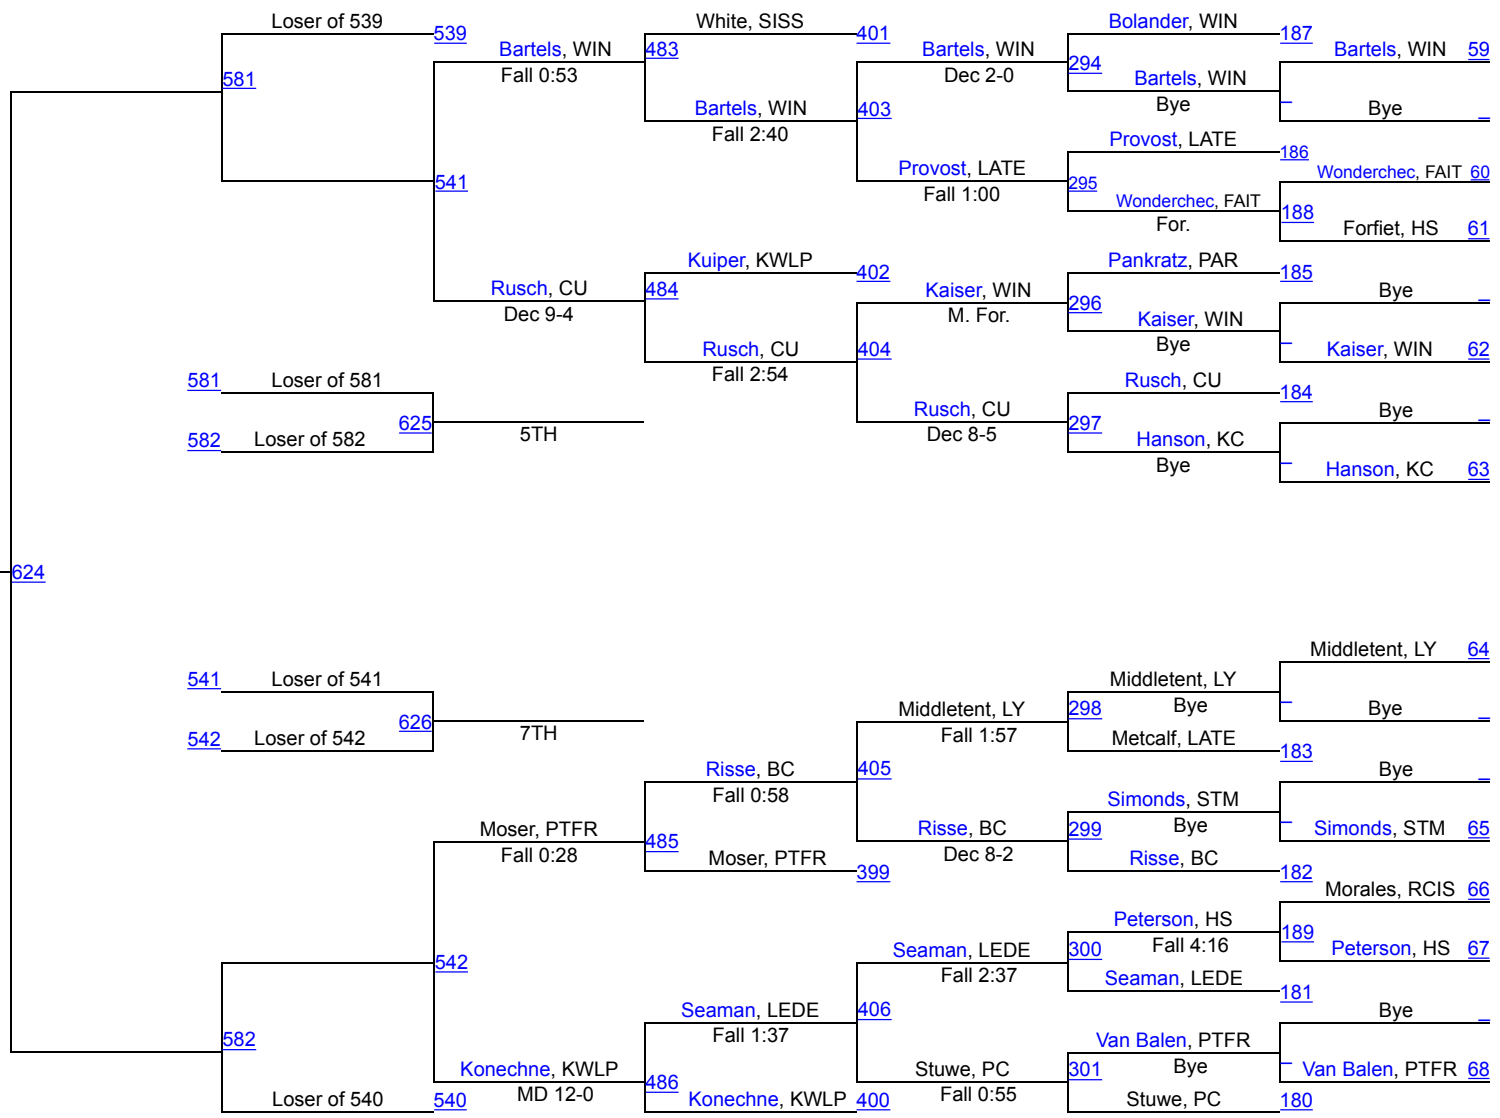 Loser of 539
539
581
Bartels, WIN
Fall 0:53
White, SISS
401
483
Bartels, WIN
Dec 2-0
Bolander, WIN
187
294
Bartels, WIN
Bye
Bartels, WIN 59
Bye
Bartels, WIN
Fall 2:40
403
Provost, LATE
186
541
Provost, LATE
Fall 1:00
295
Wonderchec, FAIT
For.
Wonderchec, FAIT 60
188
Forfiet, HS 61
Kuiper, KWLP
402
Pankratz, PAR
185
Rusch, CU
Dec 9-4
484
Kaiser, WIN
M. For.
296
Kaiser, WIN
Bye
Bye
Kaiser, WIN 62
Rusch, CU
Fall 2:54
404
581 Loser of 581
Rusch, CU
184
Bye
625
5TH
582 Loser of 582
Rusch, CU
Dec 8-5
297
Hanson, KC
Bye
Hanson, KC 63
624
Middletent, LY 64
541 Loser of 541
Middletent, LY
Bye
626
7TH
542 Loser of 542
Middletent, LY
Fall 1:57
298
Bye
Metcalf, LATE
183
Risse, BC
Fall 0:58
405
Bye
Simonds, STM
Bye
Moser, PTFR
Fall 0:28
485
Risse, BC
Dec 8-2
299
Simonds, STM 65
Moser, PTFR
399
Risse, BC
182
Morales, RCIS 66
Peterson, HS
Fall 4:16
189
542
Seaman, LEDE
Fall 2:37
300
Peterson, HS 67
Seaman, LEDE
181
Seaman, LEDE
Fall 1:37
406
Bye
582
Van Balen, PTFR
Bye
Konechne, KWLP
MD 12-0
486
Stuwe, PC
Fall 0:55
301
Van Balen, PTFR 68
Loser of 540
540
Konechne, KWLP 400
Stuwe, PC
180